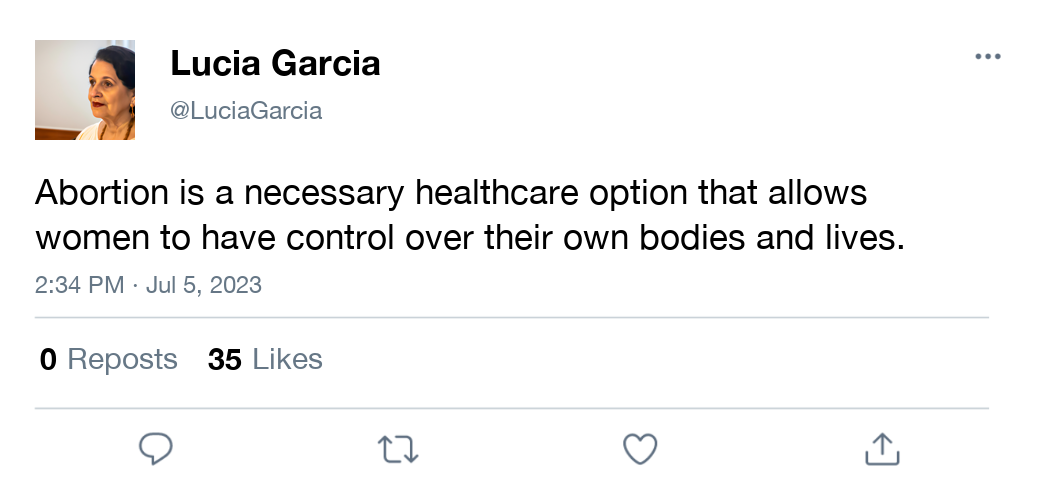 Lucia Garcia
@LuciaGarcia
Abortion is a necessary healthcare option that allows
women to have control over their own bodies and lives.
2:34 PM · Jul 5, 2023
0 Reposts 35 Likes